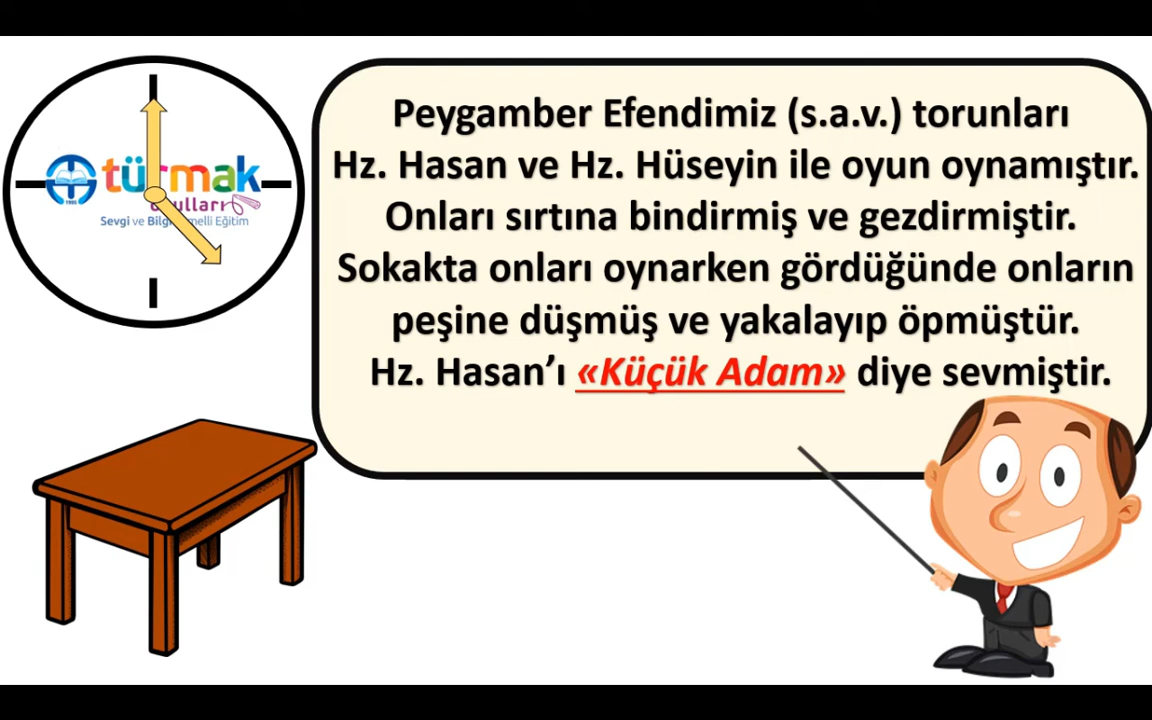 türmak
okulları
Sevgi ve Bilgi Temelli Eğitim
Peygamber Efendimiz (s.a.v.) torunları
Hz. Hasan ve Hz. Hüseyin ile oyun oynamıştır.
Onları sırtına bindirmiş ve gezdirmiştir.
Sokakta onları oynarken gördüğünde onların
peşine düşmüş ve yakalayıp öpmüştür.
Hz. Hasan’ı «Küçük Adam» diye sevmiştir.